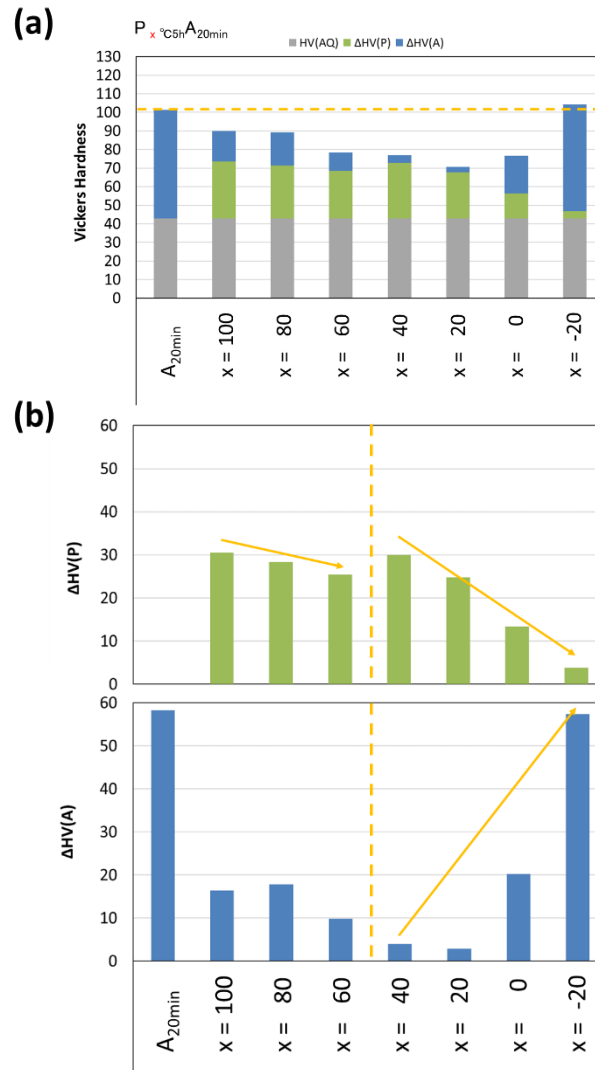 (a)
P x ℃5hA20min
HV(AQ) ΔHV(P) ΔHV(A)
Vickers Hardness
130
120
110
100
90
80
70
60
50
40
30
20
10
0
A20min
x = 100
x = 80
x = 60
x = 40
x = 20
x = 0
x = -20
(b)
ΔHV(P)
60
50
40
30
20
10
0
ΔHV(A)
60
50
40
30
20
10
0
A20min
x = 100
x = 80
x = 60
x = 40
x = 20
x = 0
x = -20